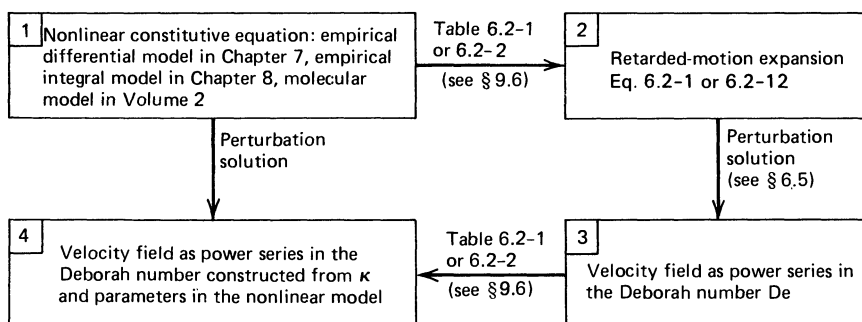 1
Nonlinear constitutive equation: empirical
differential model in Chapter 7, empirical
integral model in Chapter 8, molecular
model in Volume 2
Table 6.2-1
or 6.2-2
(see § 9.6)
2
Retarded-motion expansion
Eq. 6.2-1 or 6.2-12
Perturbation
solution
Perturbation
solution
(see § 6.5)
4
Velocity field as power series in the
Deborah number constructed from κ
and parameters in the nonlinear model
Table 6.2-1
or 6.2-2
(see § 9.6)
3
Velocity field as power series in
the Deborah number De